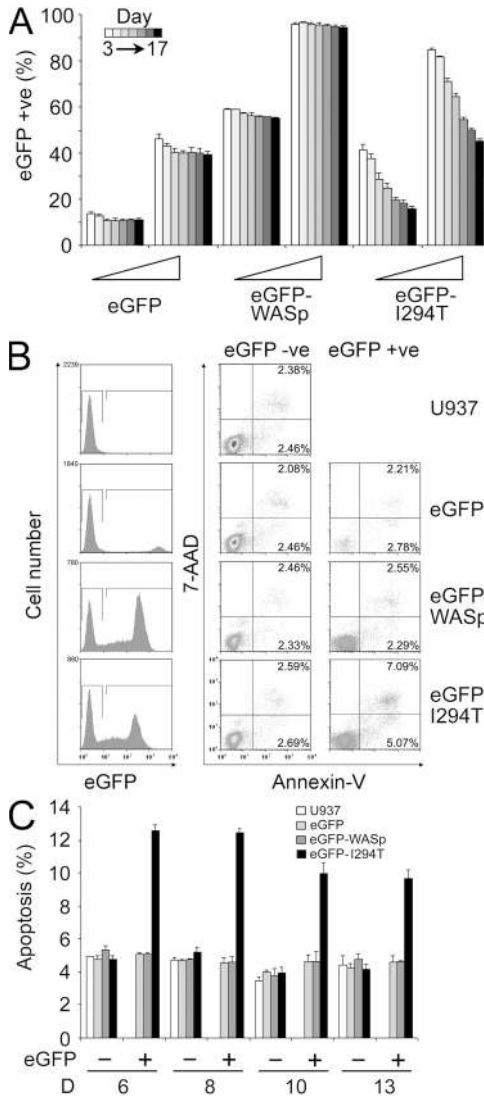 A
eGFP +ve (%)
100
80
60
40
20
0
Day
3 17
eGFP
eGFP-
WASp
eGFP-
I294T
B
eGFP -ve eGFP +ve
Cell number
7-AAD
2.38%
2.46%
U937
2.08%
2.46%
2.21%
2.78%
eGFP
2.46%
2.33%
2.55%
2.29%
eGFP
WASp
2.59%
2.69%
7.09%
5.07%
eGFP
I294T
eGFP
Annexin-V
C
Apoptosis (%)
14
12
10
8
6
4
2
0
U937
eGFP
eGFP-WASp
eGFP-I294T
eGFP − + − + − + − +
D 6 8 10 13